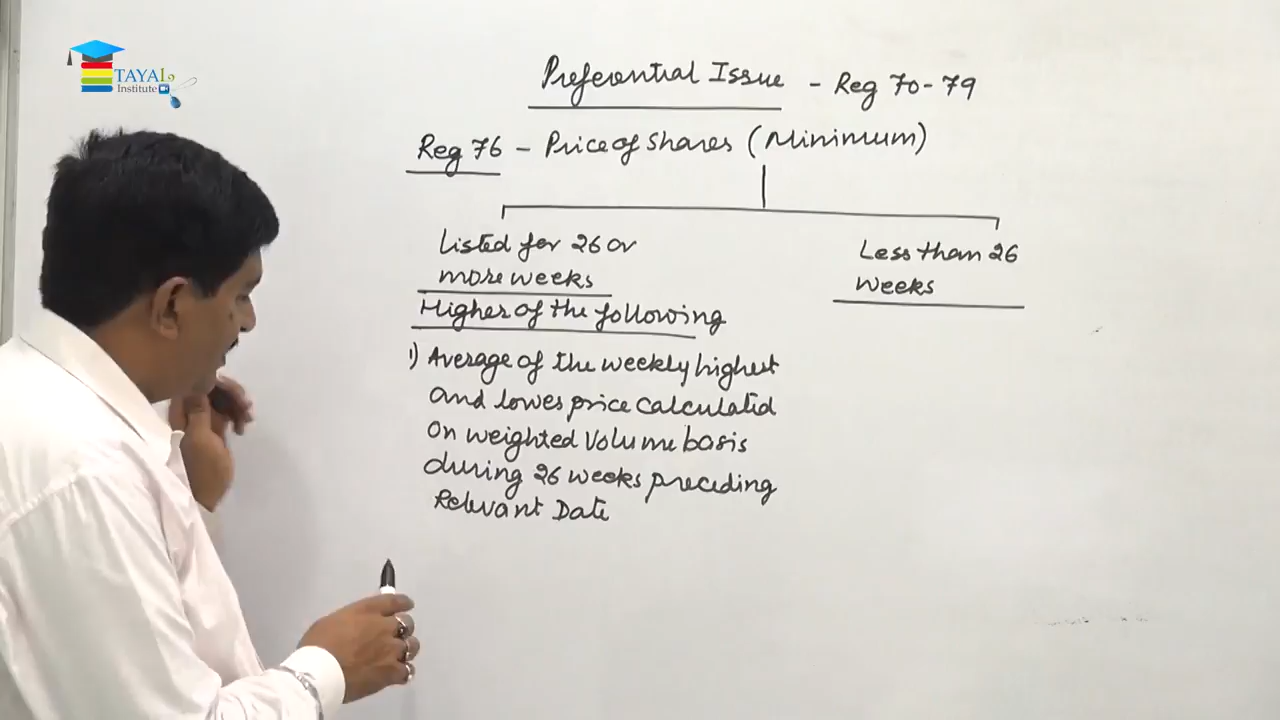 TAYAL
Institute
Preferential Issue - Reg 70-79
Reg 76 - Price of Shares (Minimum)
Listed for 26 or
more weeks
Less than 26
weeks
Higher of the following
1) Average of the weekly highest
and lowes price calculated
on weighted volume basis
during 26 weeks preceding
Relevant Date